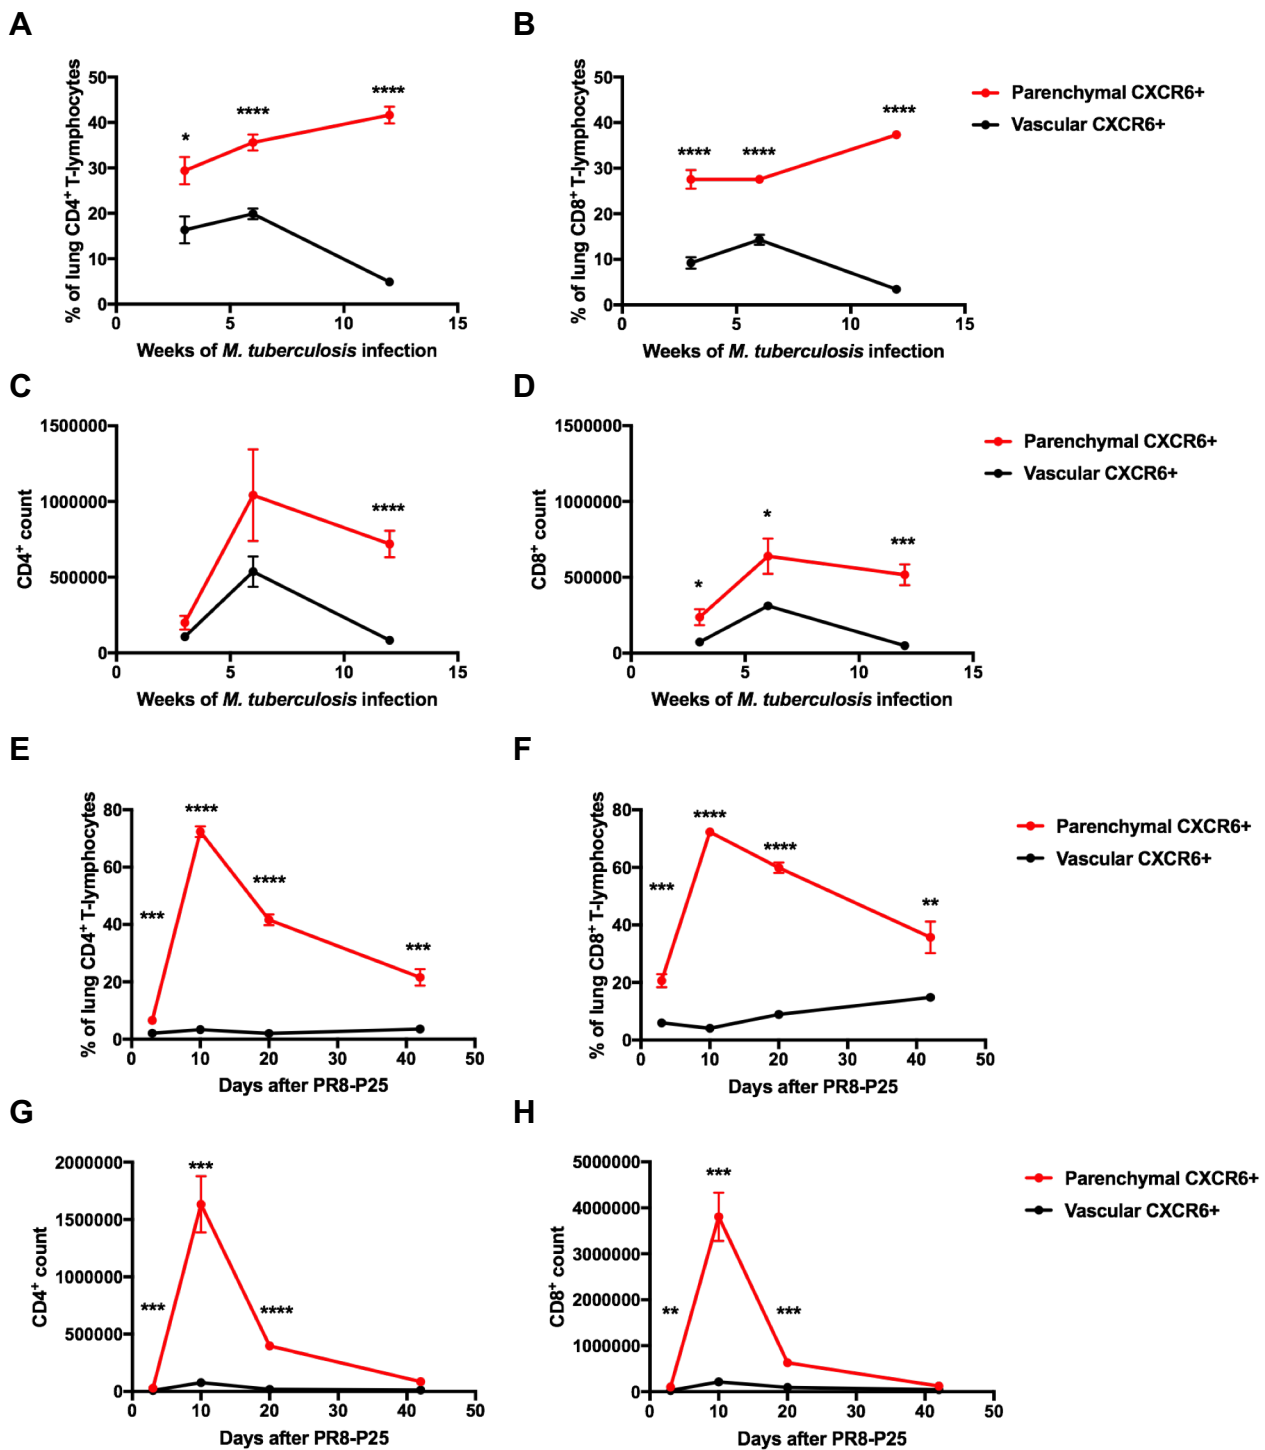 A
% of lung CD4+ T-lymphocytes
50
40
30
20
10
0
* **** ****
0 5 10 15
Weeks of M. tuberculosis infection
B
% of lung CD8+ T-lymphocytes
50
40
30
20
10
0
**** **** ****
0 5 10 15
Weeks of M. tuberculosis infection
Parenchymal CXCR6+
Vascular CXCR6+
C
CD4+ count
1500000
1000000
500000
0
****
0 5 10 15
Weeks of M. tuberculosis infection
D
CD8+ count
1500000
1000000
500000
0
* * ***
0 5 10 15
Weeks of M. tuberculosis infection
Parenchymal CXCR6+
Vascular CXCR6+
E
% of lung CD4+ T-lymphocytes
80
60
40
20
0
*** **** **** ***
0 10 20 30 40 50
Days after PR8-P25
F
% of lung CD8+ T-lymphocytes
80
60
40
20
0
*** **** **** **
0 10 20 30 40 50
Days after PR8-P25
Parenchymal CXCR6+
Vascular CXCR6+
G
CD4+ count
2000000
1500000
1000000
500000
0
*** *** ****
0 10 20 30 40 50
Days after PR8-P25
H
CD8+ count
5000000
4000000
3000000
2000000
1000000
0
** *** ***
0 10 20 30 40 50
Days after PR8-P25
Parenchymal CXCR6+
Vascular CXCR6+